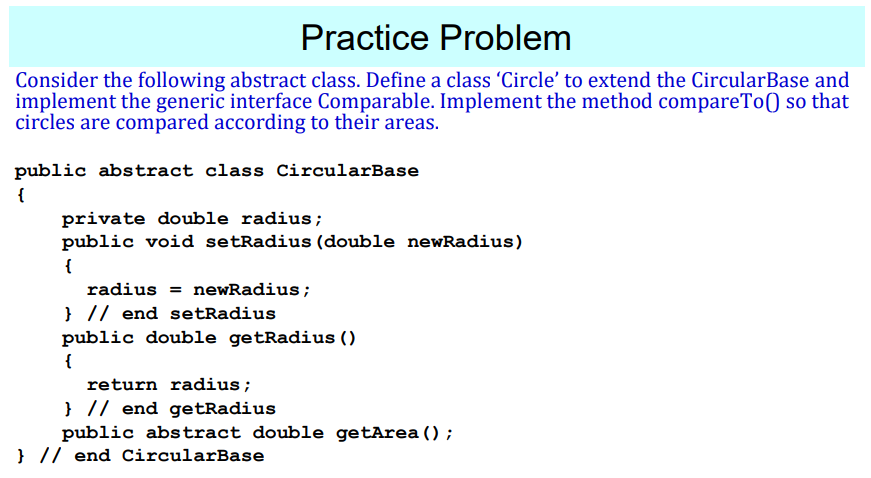 Practice Problem
Consider the following abstract class. Define a class ‘Circle’ to extend the CircularBase and
implement the generic interface Comparable. Implement the method compareTo() so that
circles are compared according to their areas.
public abstract class CircularBase
{
    private double radius;
    public void setRadius(double newRadius)
    {
      radius = newRadius;
    } // end setRadius
    public double getRadius()
    {
      return radius;
    } // end getRadius
    public abstract double getArea();
} // end CircularBase